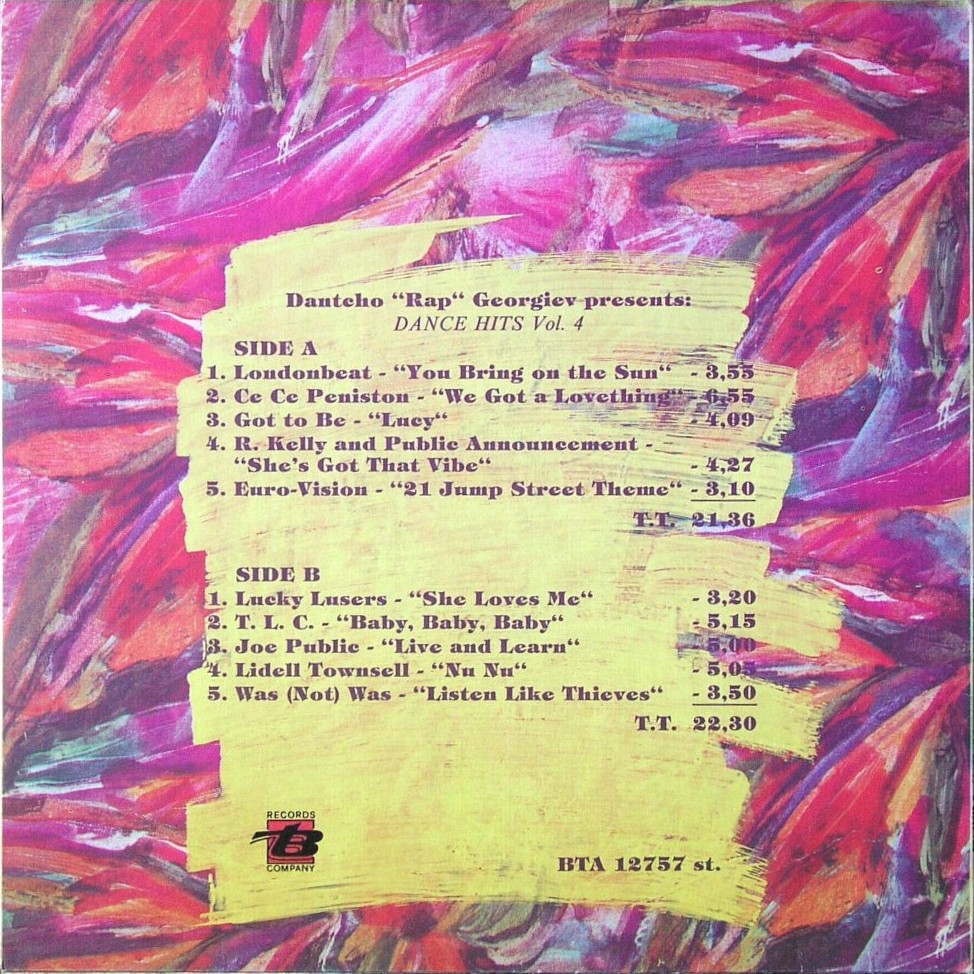 Dantcho “Rap“ Georgiev presents:
DANCE HITS Vol. 4
SIDE A
1. Londonbeat - “You Bring on the Sun“ - 3,55
2. Ce Ce Peniston - “We Got a Lovething“ - 6,55
3. Got to Be - “Lucy“ - 4,09
4. R. Kelly and Public Announcement -
“She's Got That Vibe“ - 4,27
5. Euro-Vision - “21 Jump Street Theme“ - 3,10
T.T. 21,36
SIDE B
1. Lucky Lusers - “She Loves Me“ - 3,20
2. T. L. C. - “Baby, Baby, Baby“ - 5,15
3. Joe Public - “Live and Learn“ - 5,00
4. Lidell Townsell - “Nu Nu“ - 5,05
5. Was (Not) Was - “Listen Like Thieves“ - 3,50
T.T. 22,30
RECORDS
TB
COMPANY
BTA 12757 st.